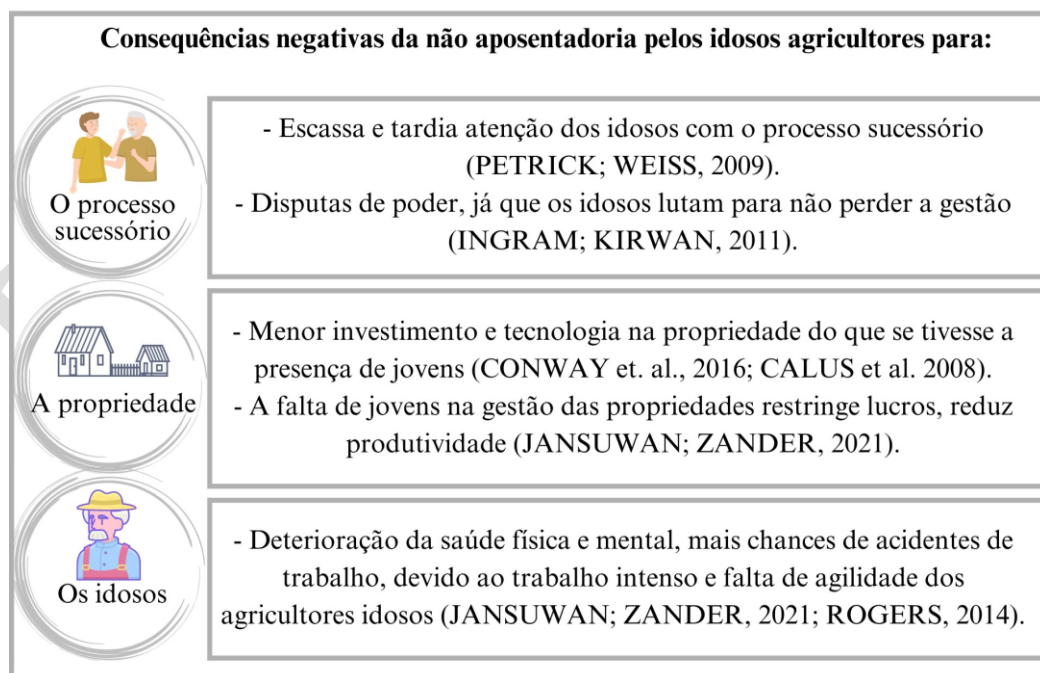 Consequências negativas da não aposentadoria pelos idosos agricultores para:
O processo
sucessório
- Escassa e tardia atenção dos idosos com o processo sucessório
(PETRICK; WEISS, 2009).
- Disputas de poder, já que os idosos lutam para não perder a gestão
(INGRAM; KIRWAN, 2011).
A propriedade
- Menor investimento e tecnologia na propriedade do que se tivesse a
presença de jovens (CONWAY et. al., 2016; CALUS et al. 2008).
- A falta de jovens na gestão das propriedades restringe lucros, reduz
produtividade (JANSUWAN; ZANDER, 2021).
Os idosos
- Deterioração da saúde física e mental, mais chances de acidentes de
trabalho, devido ao trabalho intenso e falta de agilidade dos
agricultores idosos (JANSUWAN; ZANDER, 2021; ROGERS, 2014).